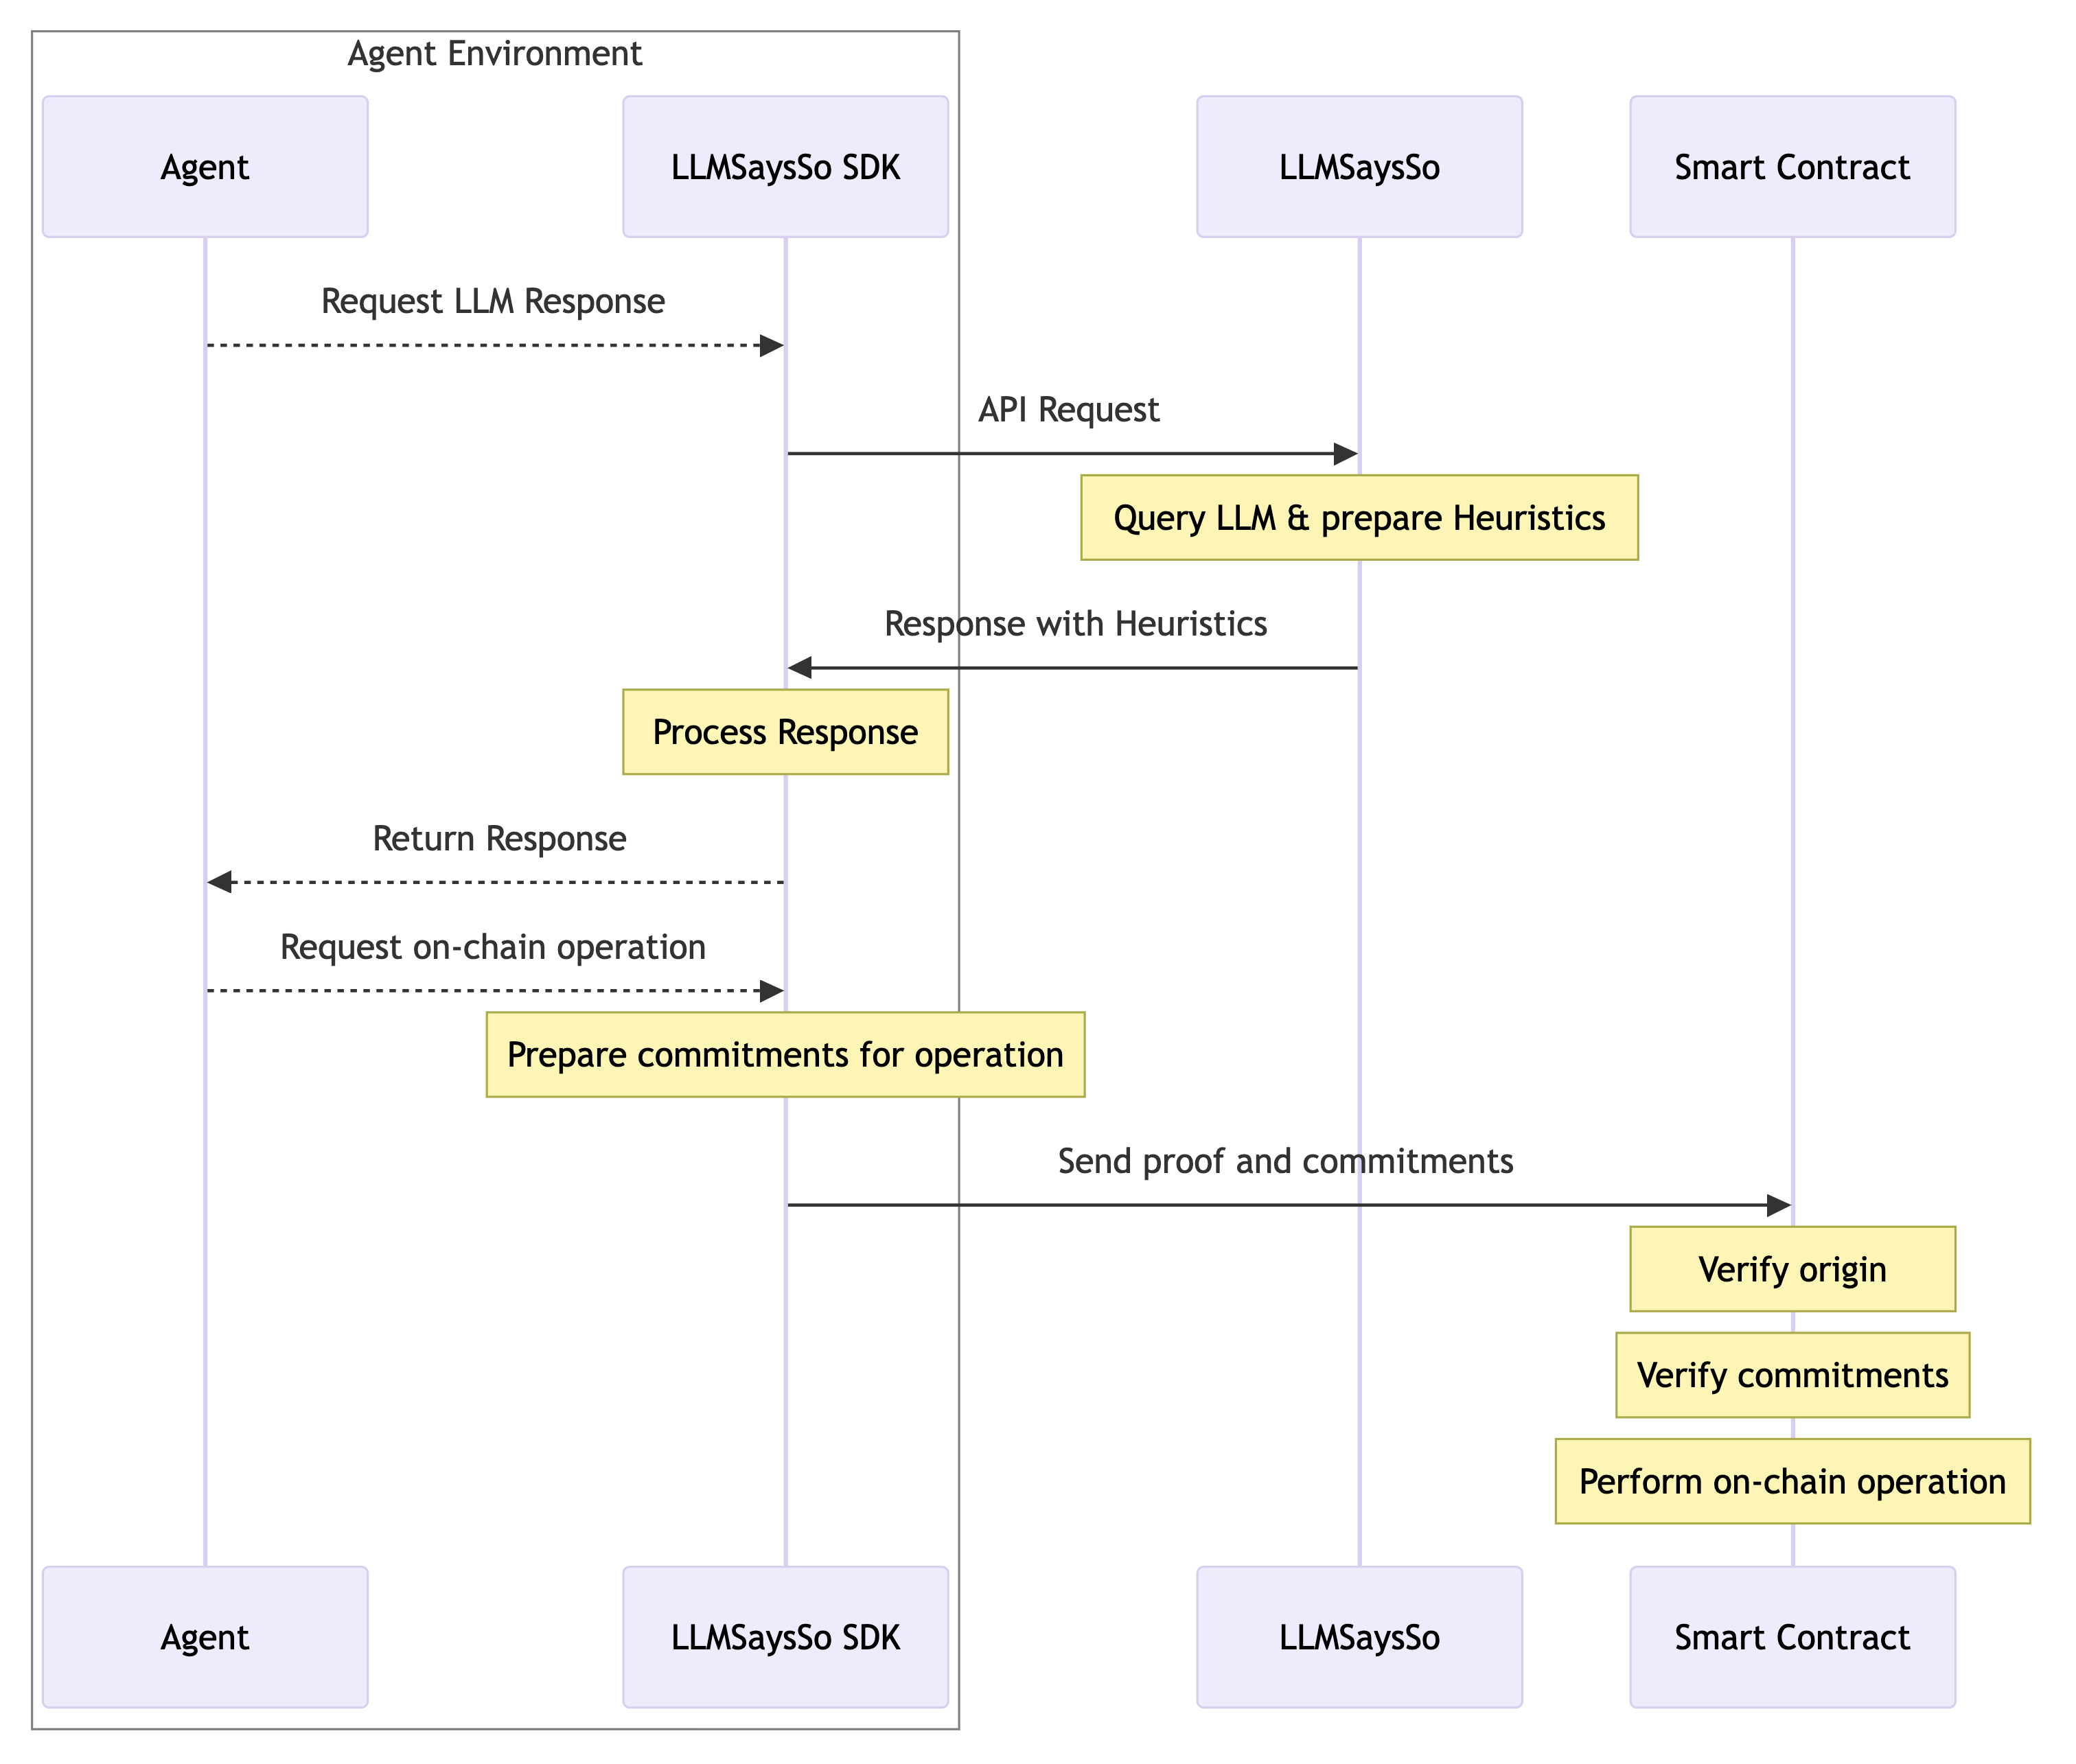 Agent Environment
Agent
LLMSaysSo SDK
LLMSaysSo
Smart Contract
Request LLM Response
API Request
Query LLM & prepare Heuristics
Response with Heuristics
Process Response
Return Response
Request on-chain operation
Prepare commitments for operation
Send proof and commitments
Verify origin
Verify commitments
Perform on-chain operation
Agent
LLMSaysSo SDK
LLMSaysSo
Smart Contract